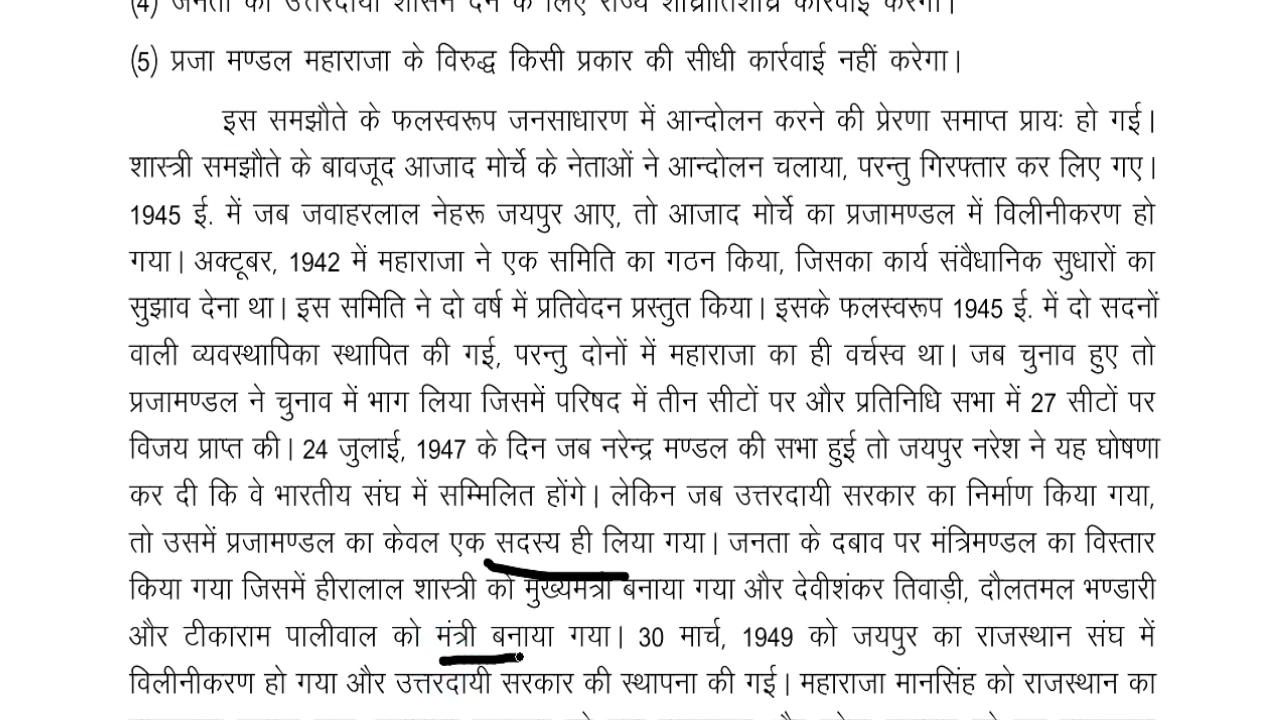 (4) जनता को उत्तरदायी शासन देने के लिए राज्य शीघ्रातिशीघ्र कार्रवाई करेगा।
(5) प्रजा मण्डल महाराजा के विरुद्ध किसी प्रकार की सीधी कार्रवाई नहीं करेगा।
इस समझौते के फलस्वरूप जनसाधारण में आन्दोलन करने की प्रेरणा समाप्त प्रायः हो गई।
शास्त्री समझौते के बावजूद आजाद मोर्चे के नेताओं ने आन्दोलन चलाया, परन्तु गिरफ्तार कर लिए गए।
1945 ई. में जब जवाहरलाल नेहरू जयपुर आए, तो आजाद मोर्चे का प्रजामण्डल में विलीनीकरण हो
गया। अक्टूबर, 1942 में महाराजा ने एक समिति का गठन किया, जिसका कार्य संवैधानिक सुधारों का
सुझाव देना था। इस समिति ने दो वर्ष में प्रतिवेदन प्रस्तुत किया। इसके फलस्वरूप 1945 ई. में दो सदनों
वाली व्यवस्थापिका स्थापित की गई, परन्तु दोनों में महाराजा का ही वर्चस्व था। जब चुनाव हुए तो
प्रजामण्डल ने चुनाव में भाग लिया जिसमें परिषद में तीन सीटों पर और प्रतिनिधि सभा में 27 सीटों पर
विजय प्राप्त की। 24 जुलाई, 1947 के दिन जब नरेन्द्र मण्डल की सभा हुई तो जयपुर नरेश ने यह घोषणा
कर दी कि वे भारतीय संघ में सम्मिलित होंगे। लेकिन जब उत्तरदायी सरकार का निर्माण किया गया,
तो उसमें प्रजामण्डल का केवल एक सदस्य ही लिया गया। जनता के दबाव पर मंत्रिमण्डल का विस्तार
किया गया जिसमें हीरालाल शास्त्री को मुख्यमंत्री बनाया गया और देवीशंकर तिवाड़ी, दौलतमल भण्डारी
और टीकाराम पालीवाल को मंत्री बनाया गया। 30 मार्च, 1949 को जयपुर का राजस्थान संघ में
विलीनीकरण हो गया और उत्तरदायी सरकार की स्थापना की गई। महाराजा मानसिंह को राजस्थान का